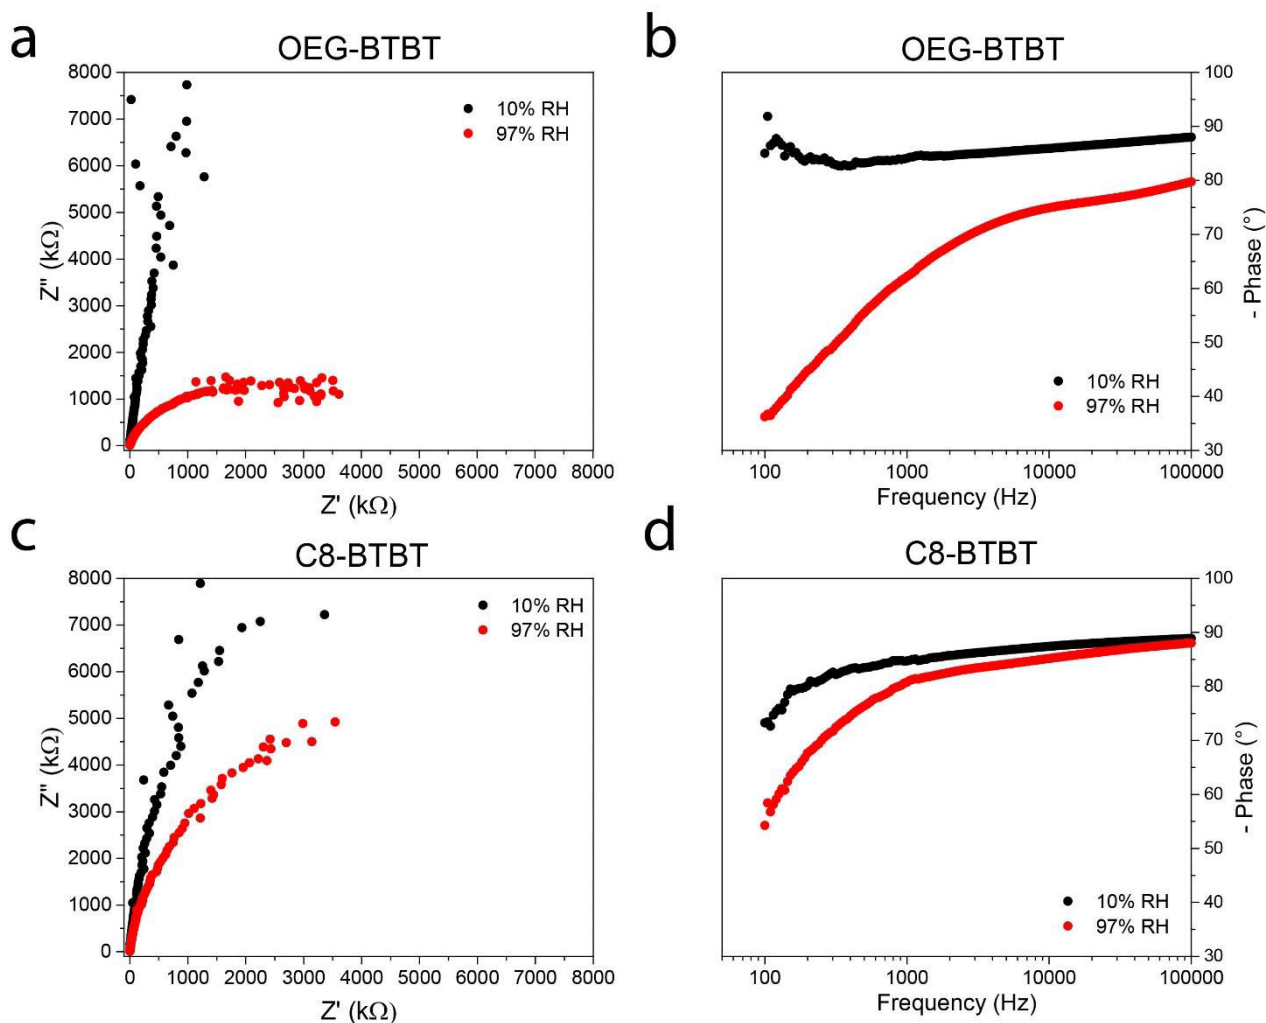 a
OEG-BTBT
8000
7000
6000
5000
4000
3000
2000
1000
0
Z'' (kΩ)
10% RH
97% RH
0 1000 2000 3000 4000 5000 6000 7000 8000
Z' (kΩ)
b
OEG-BTBT
100
90
80
70
60
50
40
30
- Phase (°)
10% RH
97% RH
100 1000 10000 100000
Frequency (Hz)
c
C8-BTBT
8000
7000
6000
5000
4000
3000
2000
1000
0
Z'' (kΩ)
10% RH
97% RH
0 1000 2000 3000 4000 5000 6000 7000 8000
Z' (kΩ)
d
C8-BTBT
100
90
80
70
60
50
40
30
- Phase (°)
10% RH
97% RH
100 1000 10000 100000
Frequency (Hz)